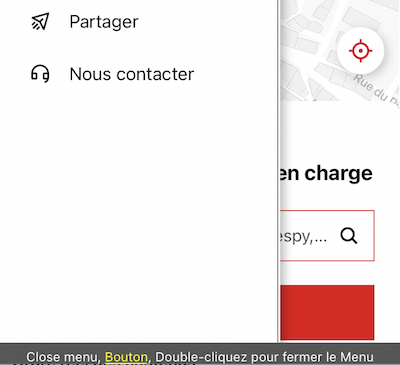 Partager
Nous contacter
Rue du
en charge
espy,...
Close menu, Bouton, Double-cliquez pour fermer le Menu